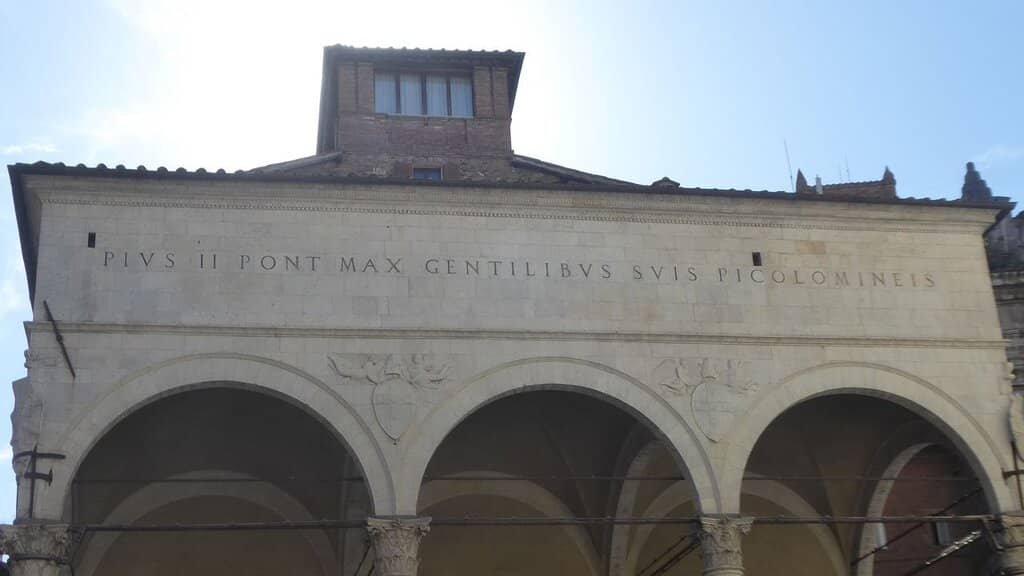 PIVS II PONT MAX GENTILIBVS SVIS PICOLOMINEIS